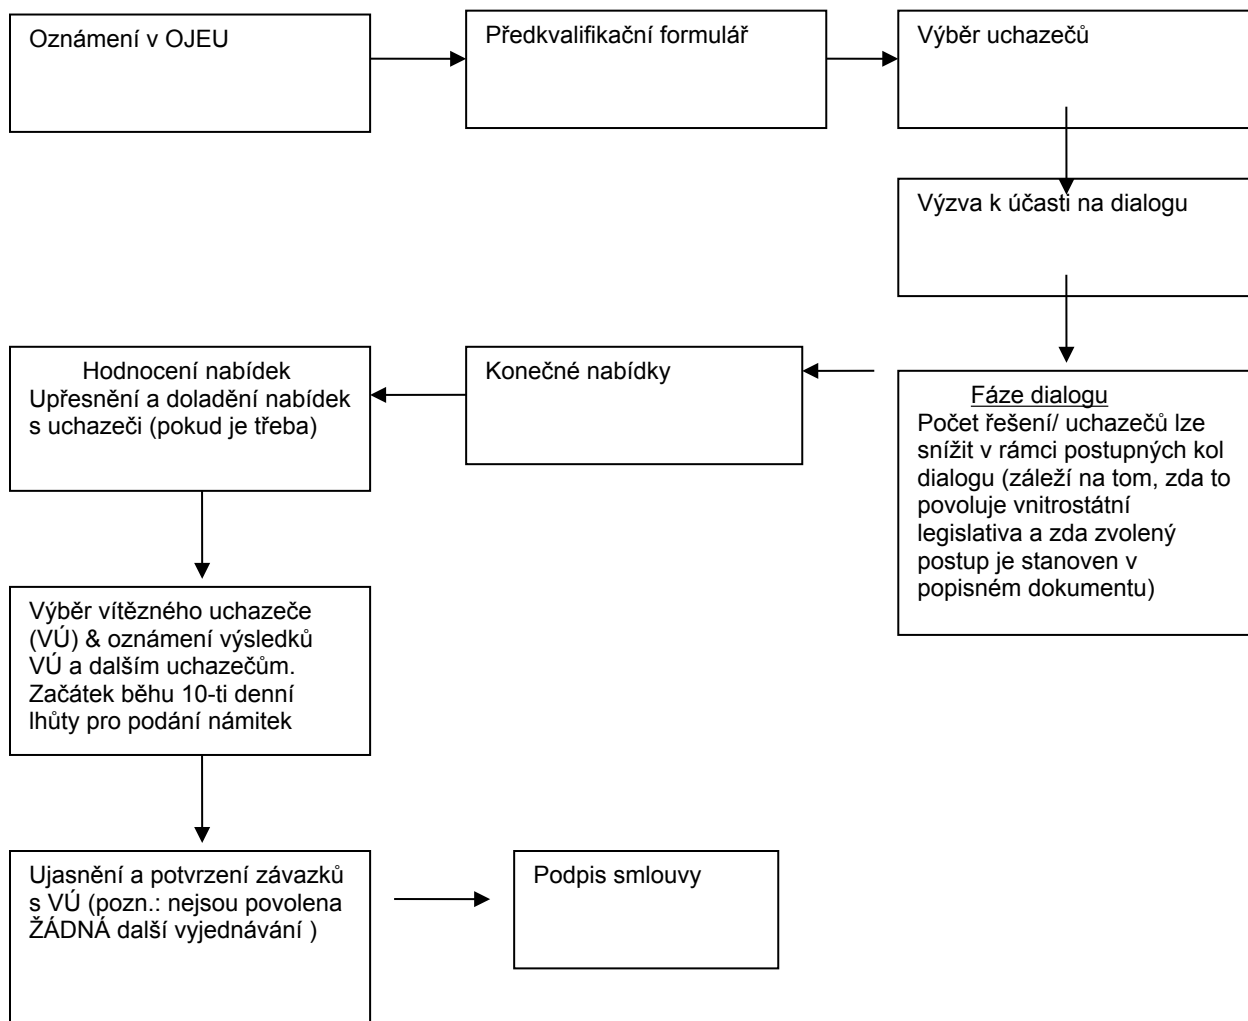 Oznámení v OJEU
Předkvalifikační formulář
Výběr uchazečů
Výzva k účasti na dialogu
Fáze dialogu
Počet řešení/ uchazečů lze
snížit v rámci postupných kol
dialogu (záleží na tom, zda to
povoluje vnitrostátní
legislativa a zda zvolený
postup je stanoven v
popisném dokumentu)
Konečné nabídky
Hodnocení nabídek
Upřesnění a doladění nabídek
s uchazeči (pokud je třeba)
Výběr vítězného uchazeče
(VÚ) & oznámení výsledků
VÚ a dalším uchazečům.
Začátek běhu 10-ti denní
lhůty pro podání námitek
Ujasnění a potvrzení závazků
s VÚ (pozn.: nejsou povolena
ŽÁDNÁ další vyjednávání )
Podpis smlouvy